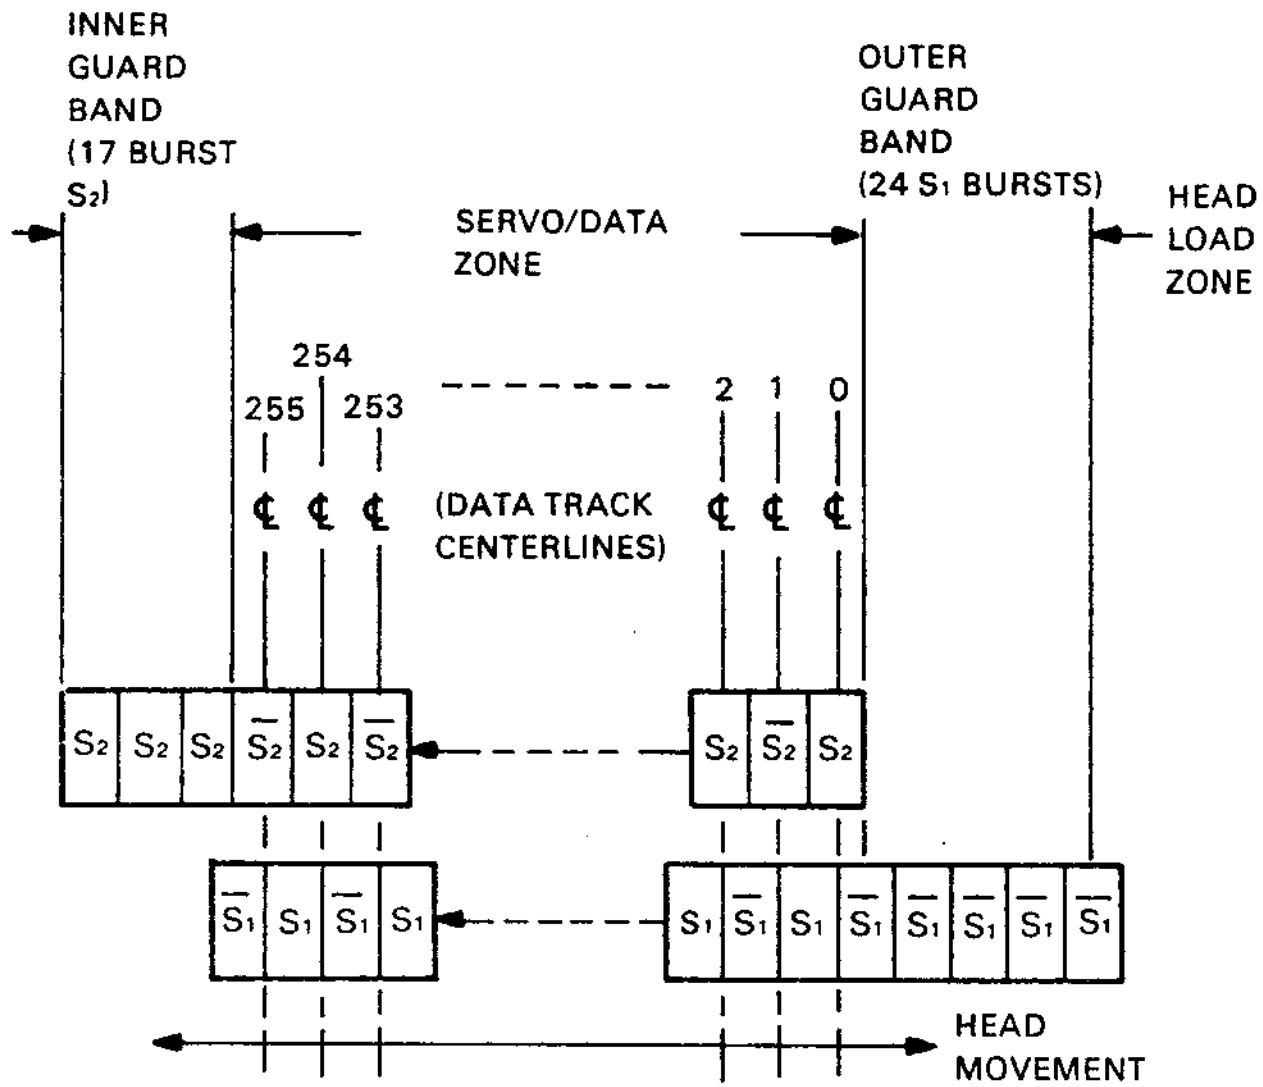 INNER
GUARD
BAND
(17 BURST
S₂)
OUTER
GUARD
BAND
(24 S₁ BURSTS)
HEAD
LOAD
ZONE
SERVO/DATA
ZONE
254
255 253
2 1 0
℄ ℄ ℄ (DATA TRACK ℄ ℄ ℄
CENTERLINES)
S₂ S₂ S₂ S̅₂ S₂ S̅₂ S₂ S̅₂ S₂
S̅₁ S₁ S̅₁ S₁ S₁ S̅₁ S₁ S̅₁ S̅₁ S̅₁ S̅₁ S̅₁
HEAD
MOVEMENT